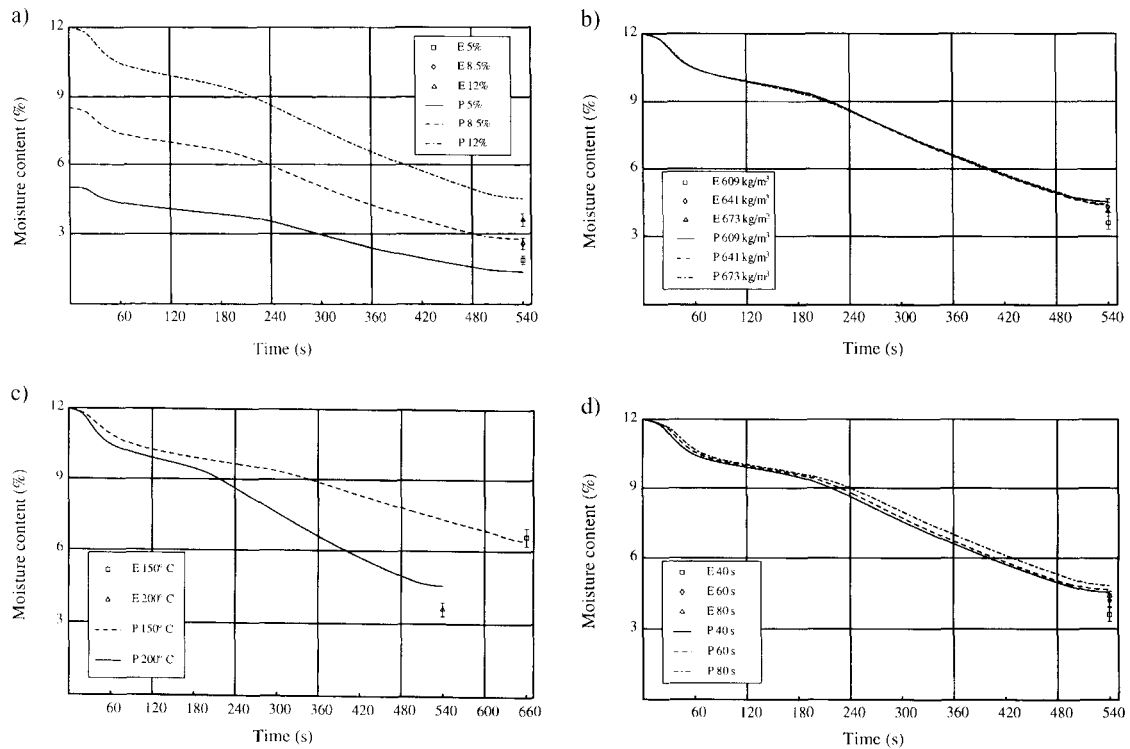 a)
Moisture content (%)
12
9
6
3
E 5%
E 8.5%
E 12%
P 5%
P 8 5%
P 12%
60 120 180 240 300 360 420 480 540
Time (s)
b)
Moisture content (%)
12
9
6
3
E 609 kg/m³
E 641 kg/m³
E 673 kg/m³
P 609 kg/m³
P 641 kg/m³
P 673 kg/m³
60 120 180 240 300 360 420 480 540
Time (s)
c)
Moisture content (%)
12
9
6
3
E 150° C
E 200° C
P 150° C
P 200° C
60 120 180 240 300 360 420 480 540 600 660
Time (s)
d)
Moisture content (%)
12
9
6
3
E 40 s
E 60 s
E 80 s
P 40 s
P 60 s
P 80 s
60 120 180 240 300 360 420 480 540
Time (s)